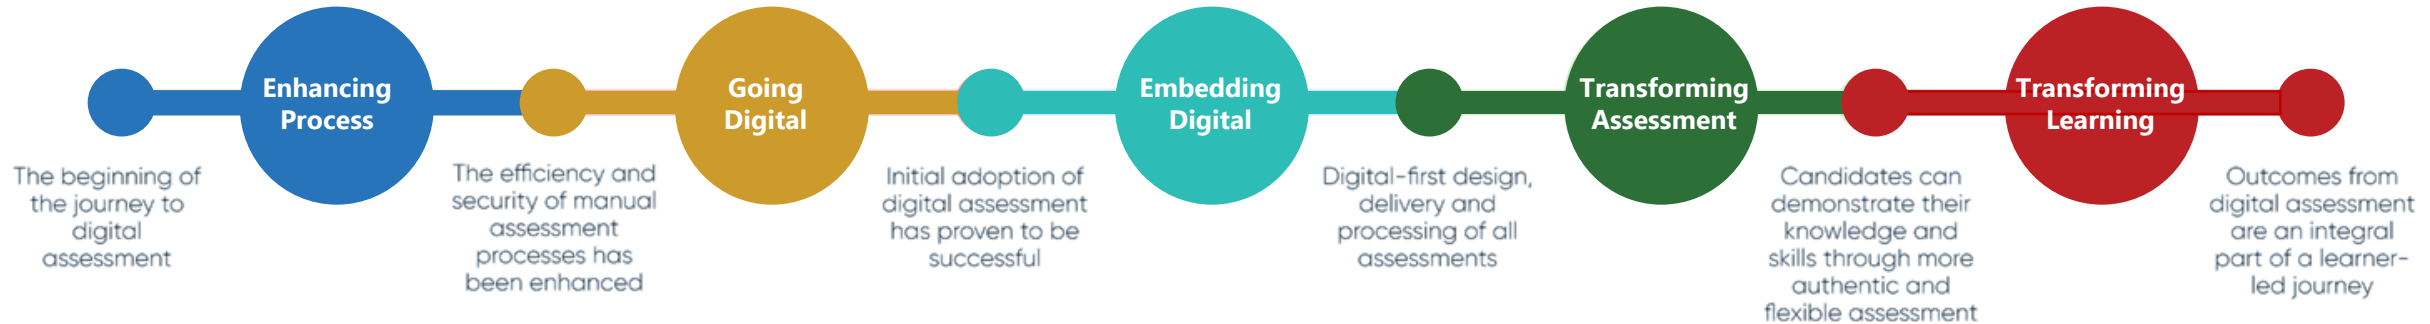 Enhancing
Process
Going
Digital
Embedding
Digital
Transforming
Assessment
Transforming
Learning
The beginning of
the journey to
digital
assessment
The efficiency and
security of manual
assessment
processes has
been enhanced
Initial adoption of
digital assessment
has proven to be
successful
Digital-first design,
delivery and
processing of all
assessments
Candidates can
demonstrate their
knowledge and
skills through more
authentic and
flexible assessment
Outcomes from
digital assessment
are an integral
part of a learner-
led journey